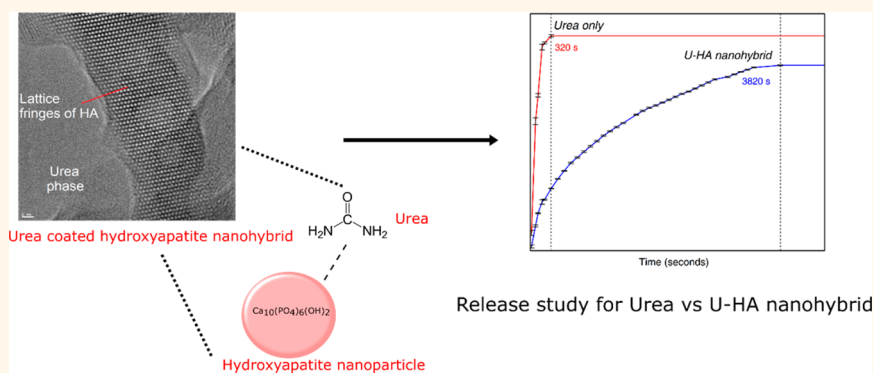 Lattice
fringes of HA
Urea
phase
Urea coated hydroxyapatite nanohybrid
O
C
H₂N NH₂
Urea
Ca10(PO4)6(OH)2
Hydroxyapatite nanoparticle
Urea only
320 s
U-HA nanohybrid
3820 s
Time (seconds)
Release study for Urea vs U-HA nanohybrid